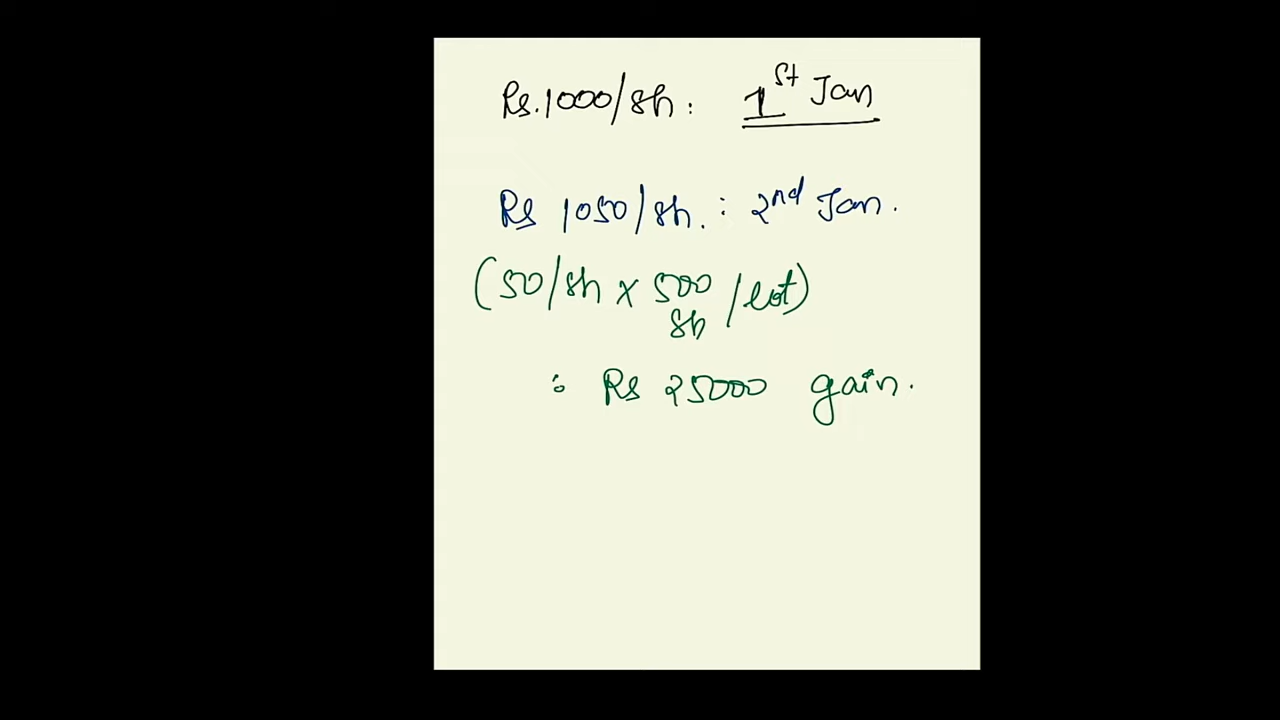 Rs.1000/sh: 1st Jan
Rs 1050/sh. : 2nd Jan.
(50/sh x 500 sh /lot)
: Rs 25000 gain.